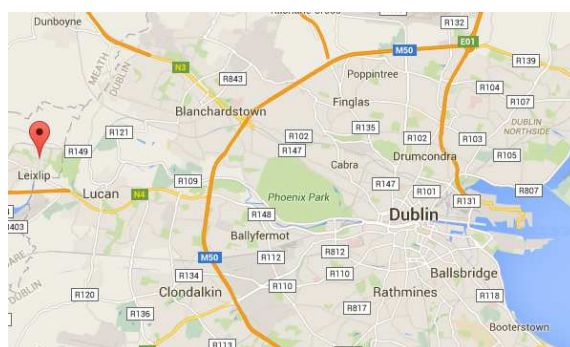 Dunboyne
R132
E01
M50
R139
N3
MEATH
DUBLIN
R843
Poppintree
R104
Blanchardstown
Finglas
R107
DUBLIN
NORTHSIDE
R121
R102
R135
R102
R103
R149
R147
Cabra
Drumcondra
R105
Leixlip
R109
R147
R101
R807
Lucan
N4
Phoenix Park
R131
R148
Dublin
R403
Ballyfermot
R812
M50
R112
R110
Ballsbridge
R134
DUBLIN
R120
Clondalkin
R110
Rathmines
R118
R136
R817
R113
Booterstown